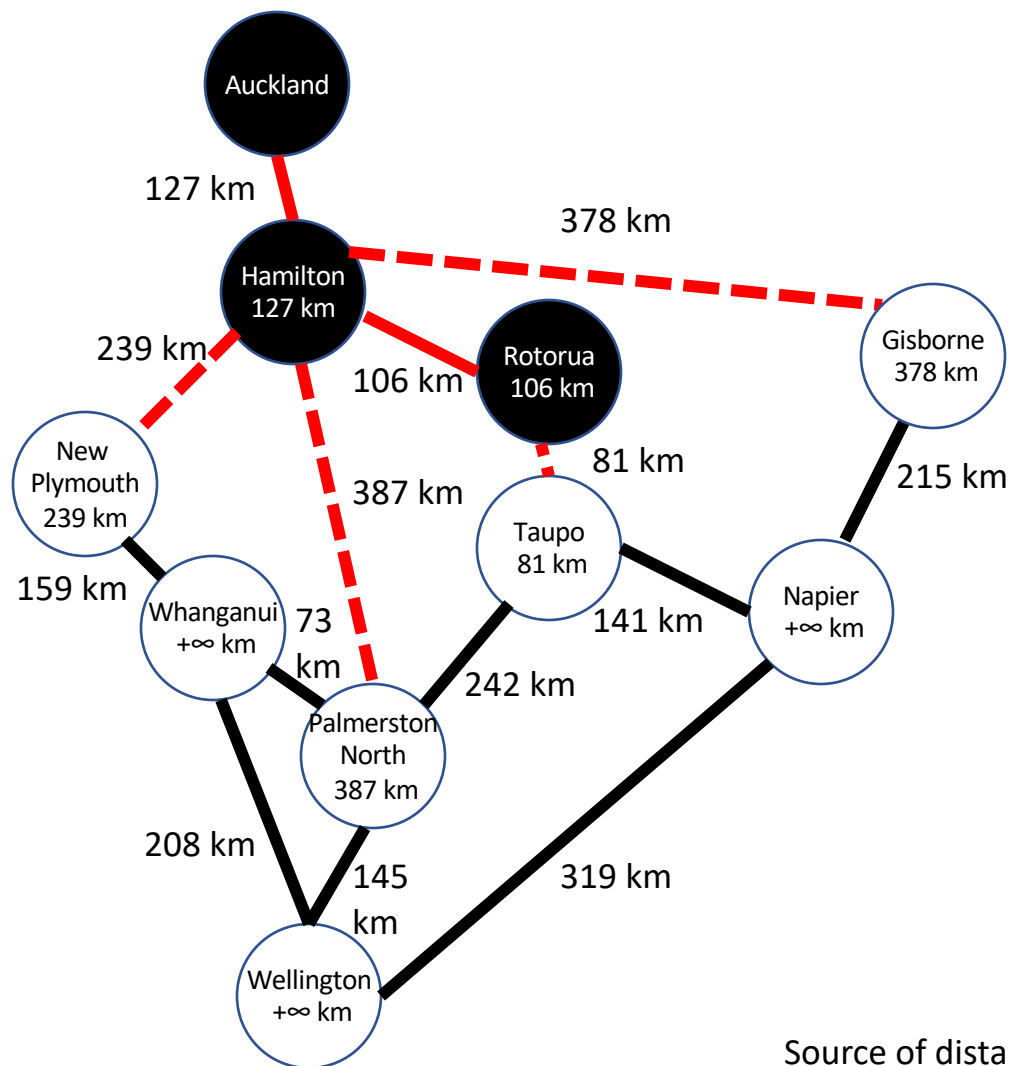 Auckland
127 km
378 km
Hamilton
127 km
Gisborne
378 km
239 km
Rotorua
106 km
106 km
New
Plymouth
239 km
387 km
81 km
215 km
Taupo
81 km
159 km
Whanganui
+∞ km
73
km
141 km
Napier
+∞ km
242 km
Palmerston
North
387 km
208 km
145
km
319 km
Wellington
+∞ km
Source of dista